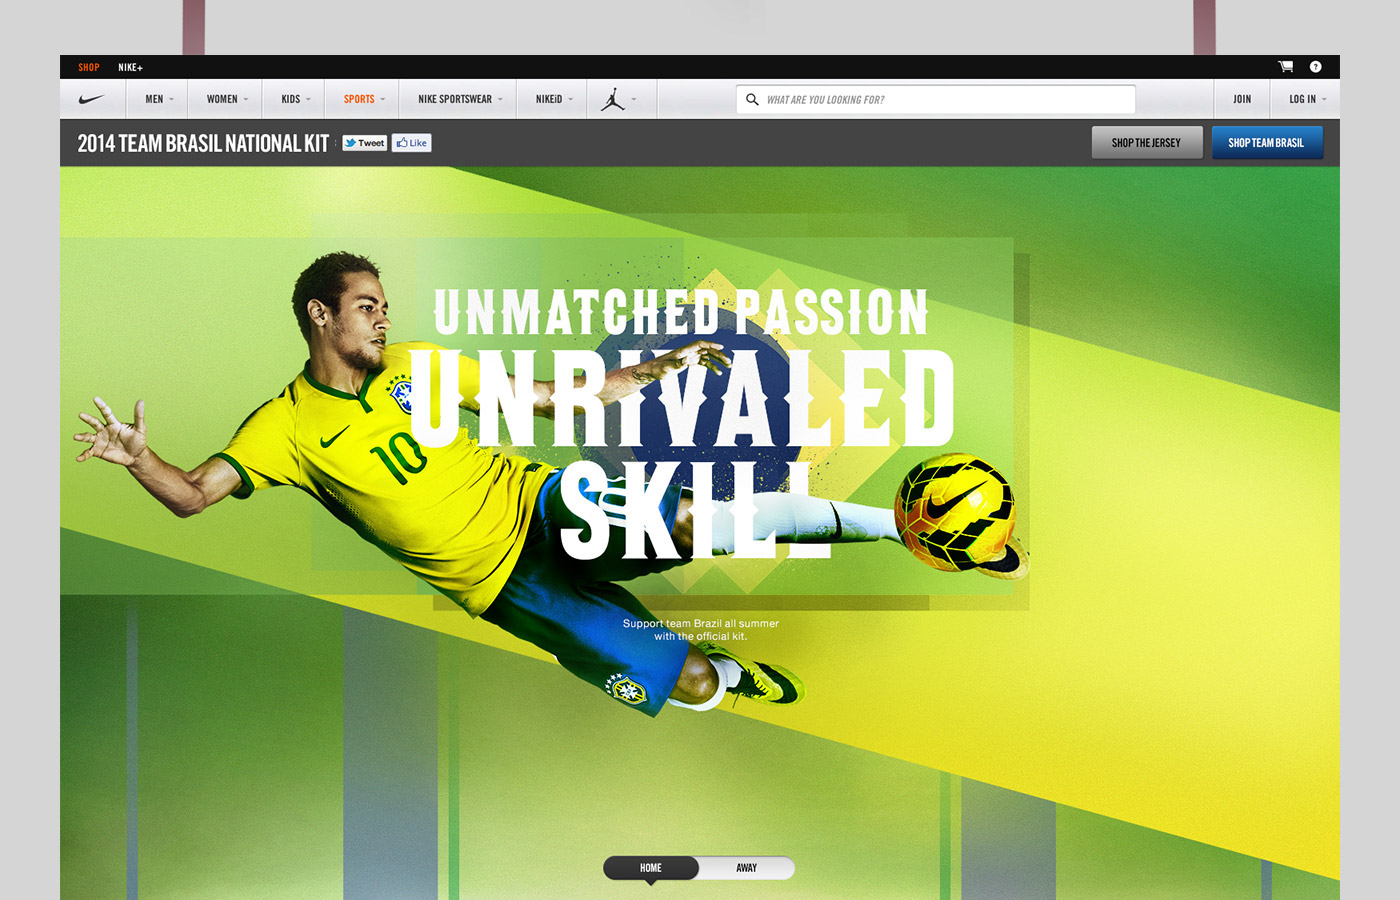 SHOP NIKE+
MEN WOMEN KIDS SPORTS NIKE SPORTSWEAR NIKEiD WHAT ARE YOU LOOKING FOR? JOIN LOG IN
2014 TEAM BRASIL NATIONAL KIT Tweet Like SHOP THE JERSEY SHOP TEAM BRASIL
UNMATCHED PASSION
UNRIVALED
SKILL
10
Support team Brazil all summer
with the official kit.
HOME AWAY